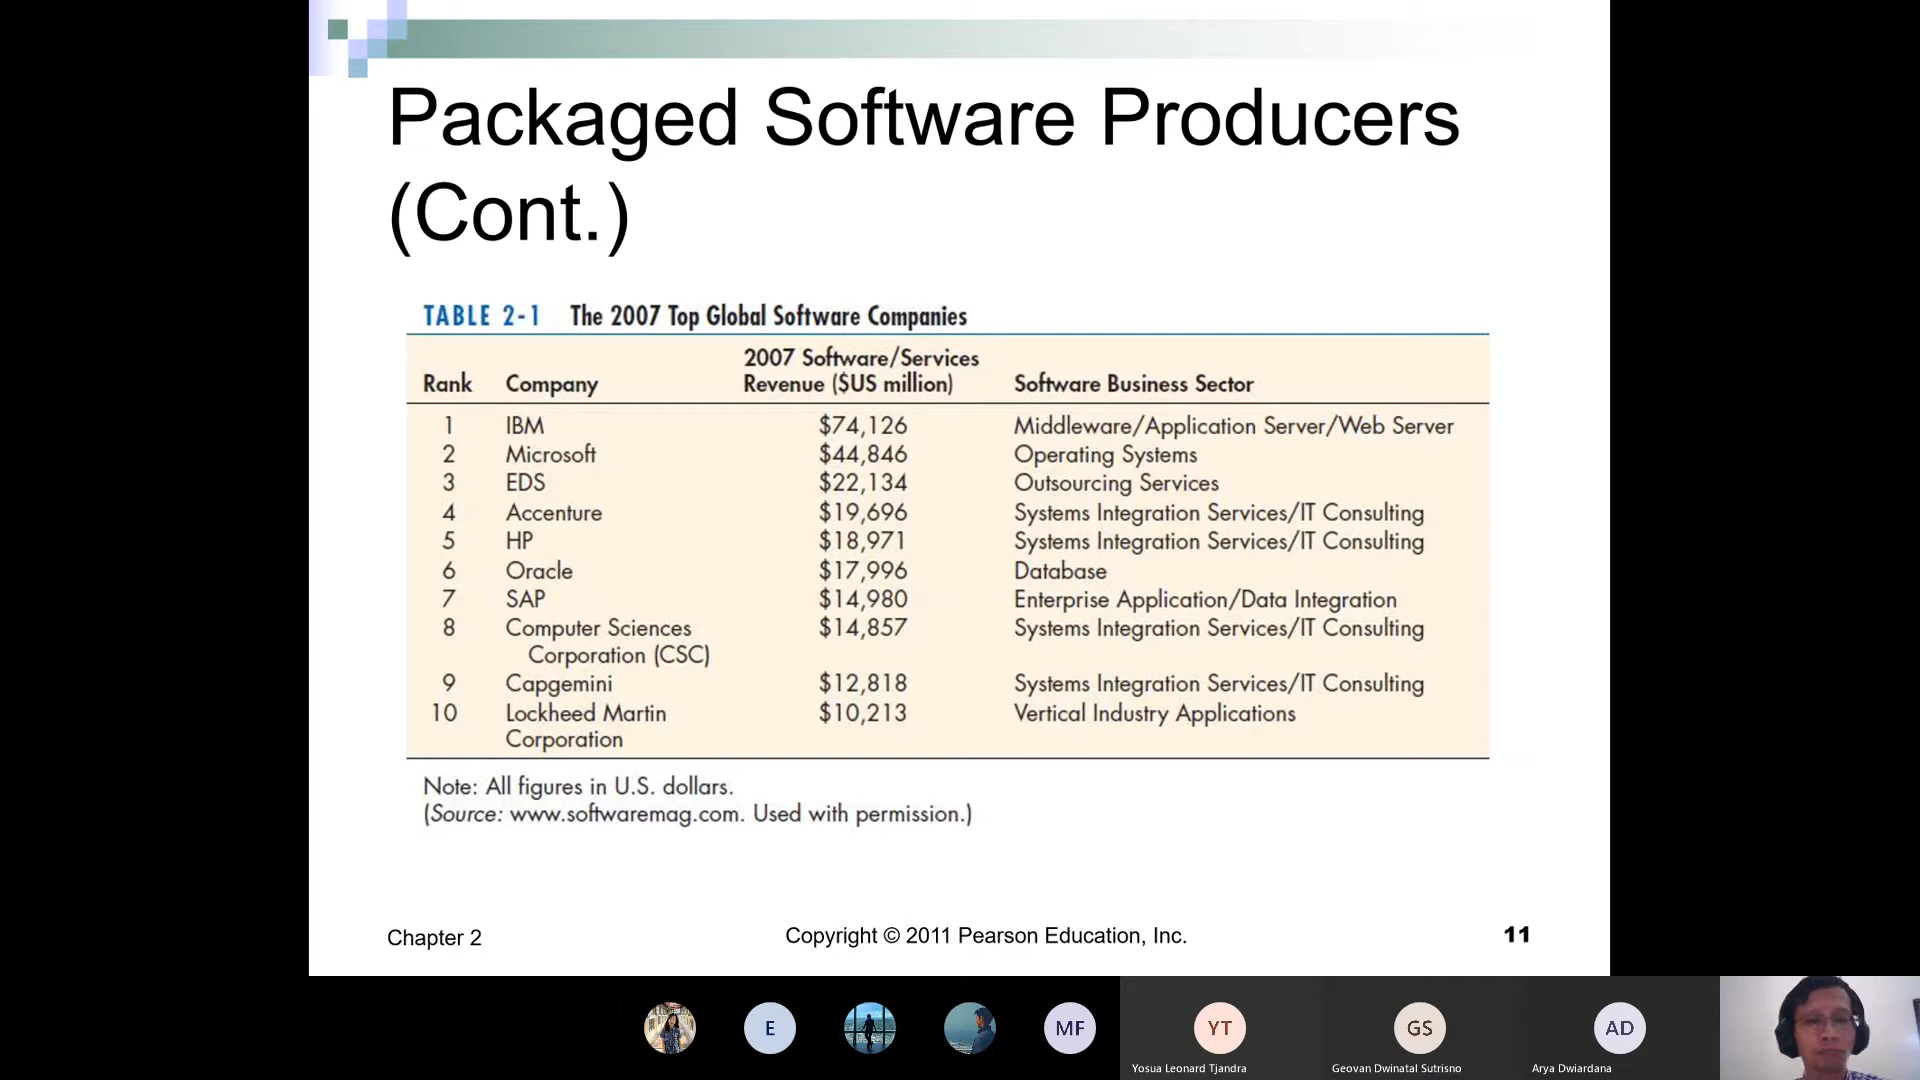 Packaged Software Producers
(Cont.)
TABLE 2-1 The 2007 Top Global Software Companies
2007 Software/Services
Rank Company Revenue ($US million) Software Business Sector
1 IBM $74,126 Middleware/Application Server/Web Server
2 Microsoft $44,846 Operating Systems
3 EDS $22,134 Outsourcing Services
4 Accenture $19,696 Systems Integration Services/IT Consulting
5 HP $18,971 Systems Integration Services/IT Consulting
6 Oracle $17,996 Database
7 SAP $14,980 Enterprise Application/Data Integration
8 Computer Sciences $14,857 Systems Integration Services/IT Consulting
Corporation (CSC)
9 Capgemini $12,818 Systems Integration Services/IT Consulting
10 Lockheed Martin $10,213 Vertical Industry Applications
Corporation
Note: All figures in U.S. dollars.
(Source: www.softwaremag.com. Used with permission.)
Chapter 2 Copyright © 2011 Pearson Education, Inc. 11
E MF YT GS AD
Yosua Leonard Tjandra Geovan Dwinatal Sutrisno Arya Dwiardana